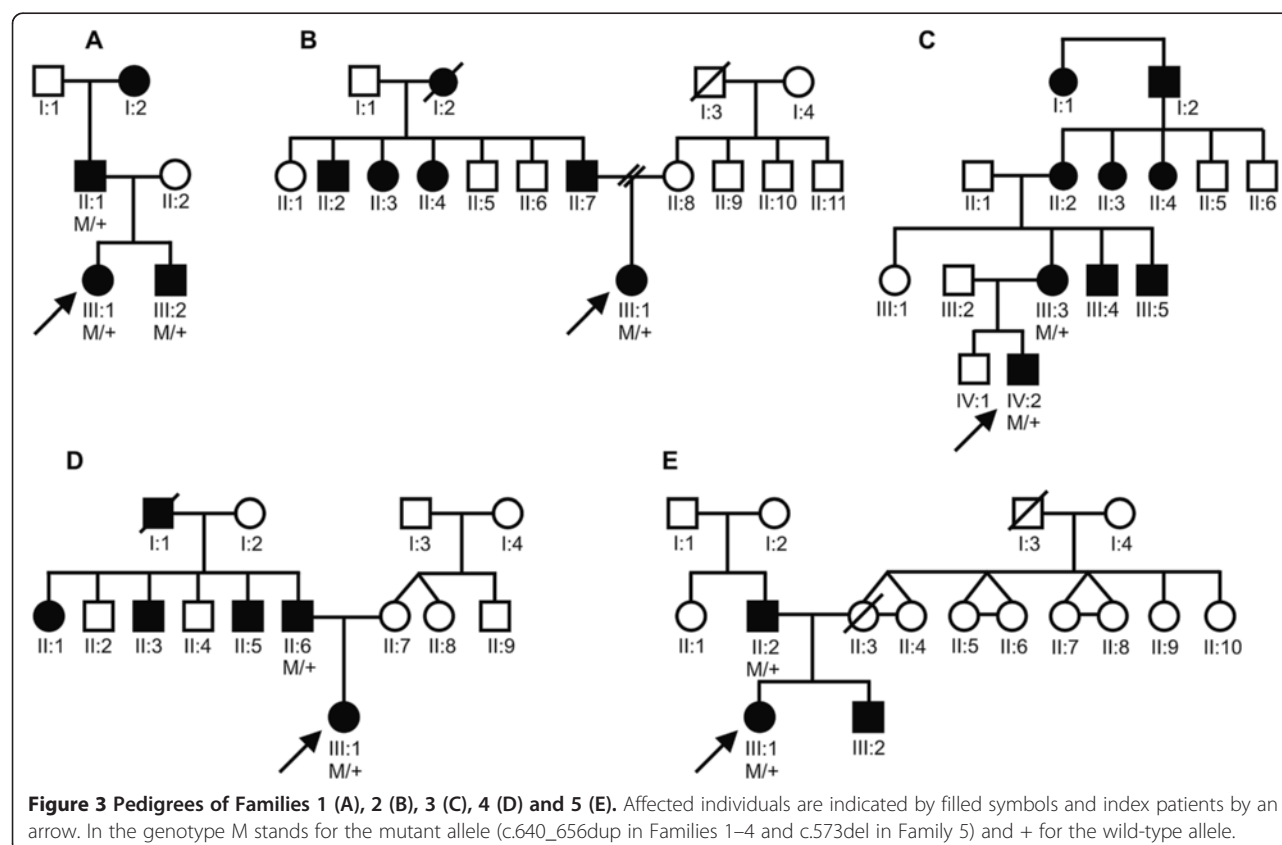 A
B
C
I:1 I:2
I:1 I:2 I:3 I:4
I:1 I:2
II:1 II:2
M/+
II:1 II:2 II:3 II:4 II:5 II:6 II:7 II:8 II:9 II:10 II:11
II:1 II:2 II:3 II:4 II:5 II:6
III:1 III:2
M/+ M/+
III:1
M/+
III:1 III:2 III:3 III:4 III:5
M/+
IV:1 IV:2
M/+
D
E
I:1 I:2 I:3 I:4
I:1 I:2 I:3 I:4
II:1 II:2 II:3 II:4 II:5 II:6 II:7 II:8 II:9
M/+
II:1 II:2 II:3 II:4 II:5 II:6 II:7 II:8 II:9 II:10
M/+
III:1
M/+
III:1 III:2
M/+
Figure 3 Pedigrees of Families 1 (A), 2 (B), 3 (C), 4 (D) and 5 (E). Affected individuals are indicated by filled symbols and index patients by an
arrow. In the genotype M stands for the mutant allele (c.640_656dup in Families 1–4 and c.573del in Family 5) and + for the wild-type allele.